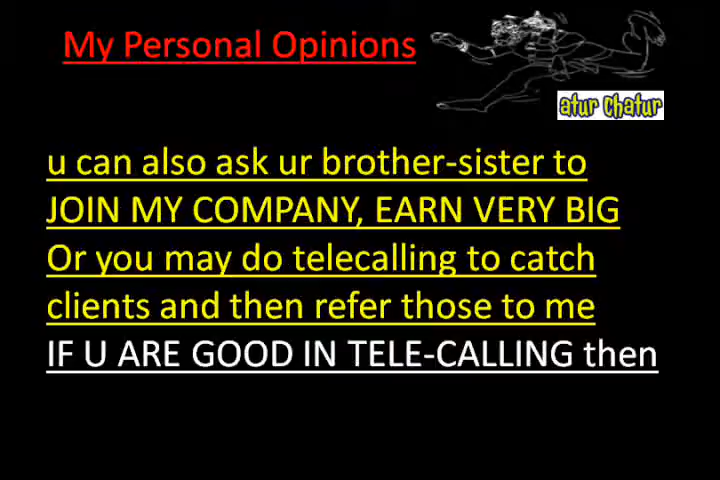 My Personal Opinions
atur chatur
u can also ask ur brother-sister to
JOIN MY COMPANY, EARN VERY BIG
Or you may do telecalling to catch
clients and then refer those to me
IF U ARE GOOD IN TELE-CALLING then